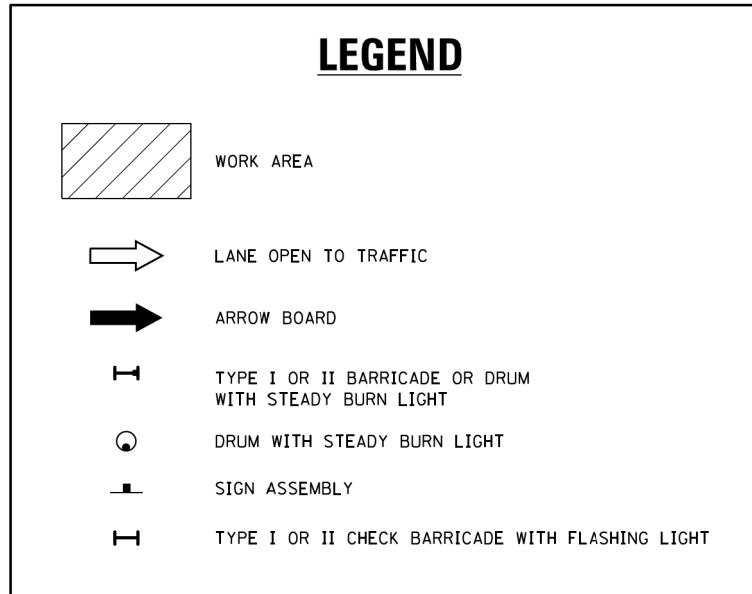 LEGEND
WORK AREA
LANE OPEN TO TRAFFIC
ARROW BOARD
TYPE I OR II BARRICADE OR DRUM
WITH STEADY BURN LIGHT
DRUM WITH STEADY BURN LIGHT
SIGN ASSEMBLY
TYPE I OR II CHECK BARRICADE WITH FLASHING LIGHT